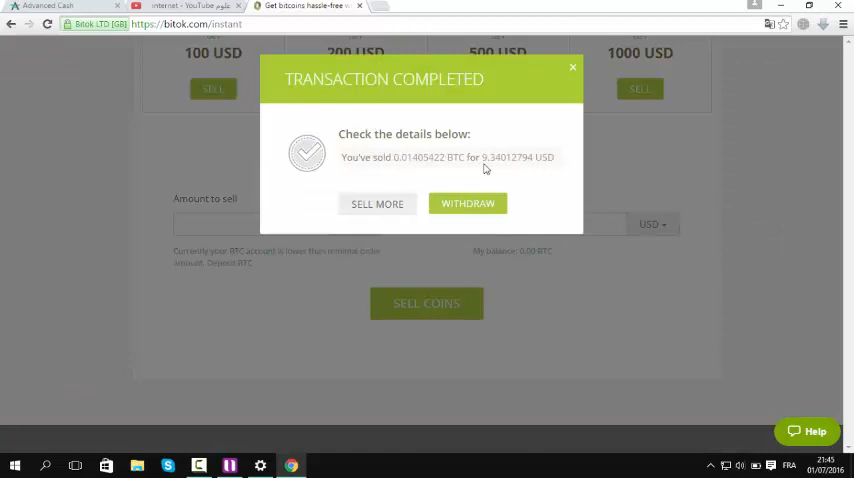 Advanced Cash
علوم internet - YouTube
Get bitcoins hassle-free w
Bitok LTD [GB] https://bitok.com/instant
100 USD
200 USD
500 USD
1000 USD
SELL
SELL
TRANSACTION COMPLETED
Check the details below:
You've sold 0.01405422 BTC for 9.34012794 USD
SELL MORE
WITHDRAW
Amount to sell
USD
Currently your BTC account is lower than minimal order
amount. Deposit BTC
My balance: 0.00 BTC
SELL COINS
Help
FRA
21:45
01/07/2016